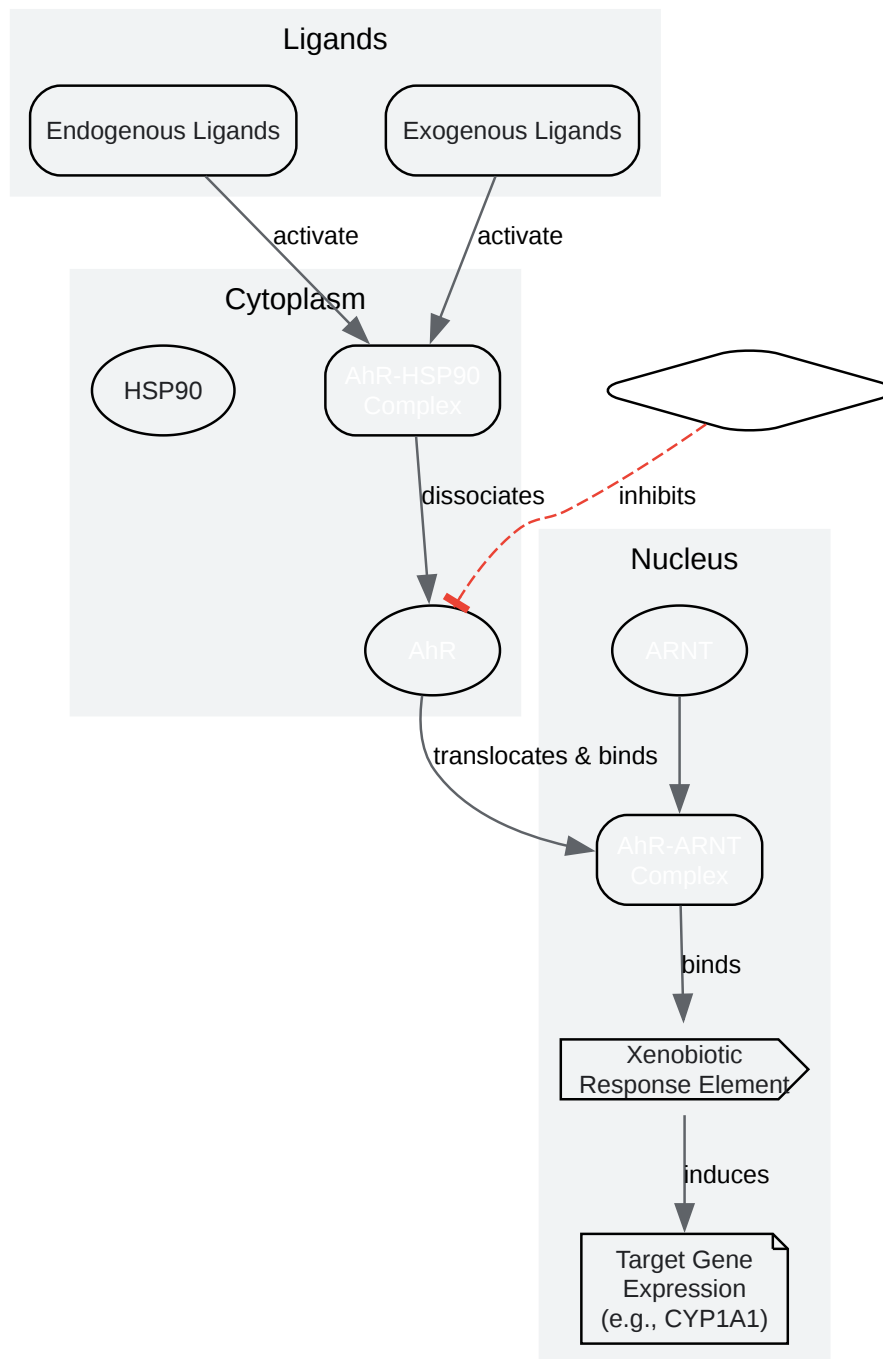 Ligands
Endogenous Ligands
Exogenous Ligands
activate
activate
Cytoplasm
HSP90
AhR-HSP90
Complex
dissociates
inhibits
Nucleus
AhR
ARNT
translocates & binds
AhR-ARNT
Complex
binds
Xenobiotic
Response Element
induces
Target Gene
Expression
(e.g., CYP1A1)